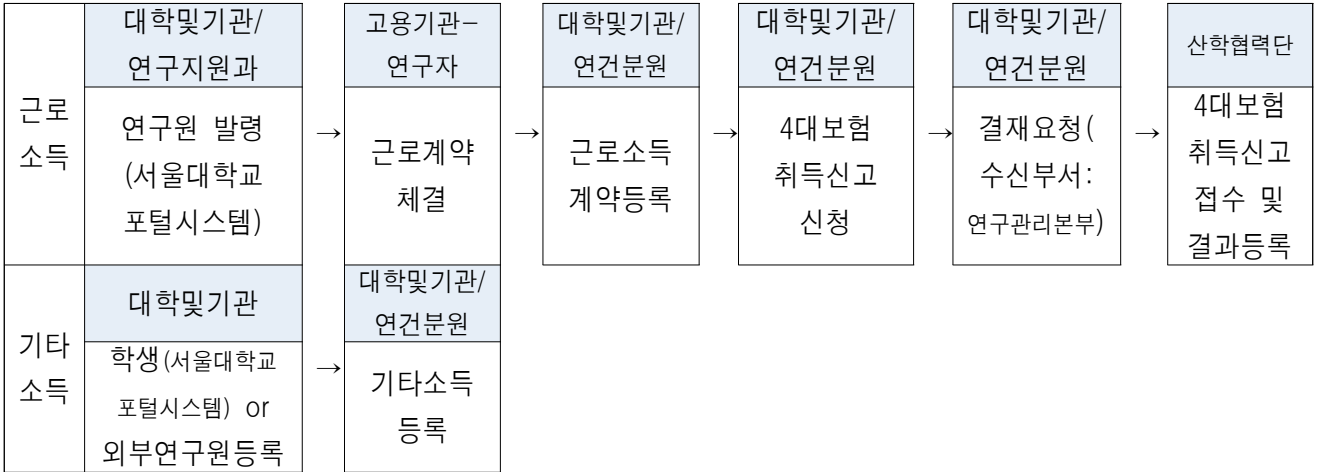 근로
소득
대학및기관/
연구지원과
연구원 발령
(서울대학교
포털시스템)
→
고용기관-
연구자
근로계약
체결
→
대학및기관/
연건분원
근로소득
계약등록
→
대학및기관/
연건분원
4대보험
취득신고
신청
→
대학및기관/
연건분원
결재요청(
수신부서:
연구관리본부)
→
산학협력단
4대보험
취득신고
접수 및
결과등록
기타
소득
대학및기관
학생(서울대학교
포털시스템) or
외부연구원등록
→
대학및기관/
연건분원
기타소득
등록